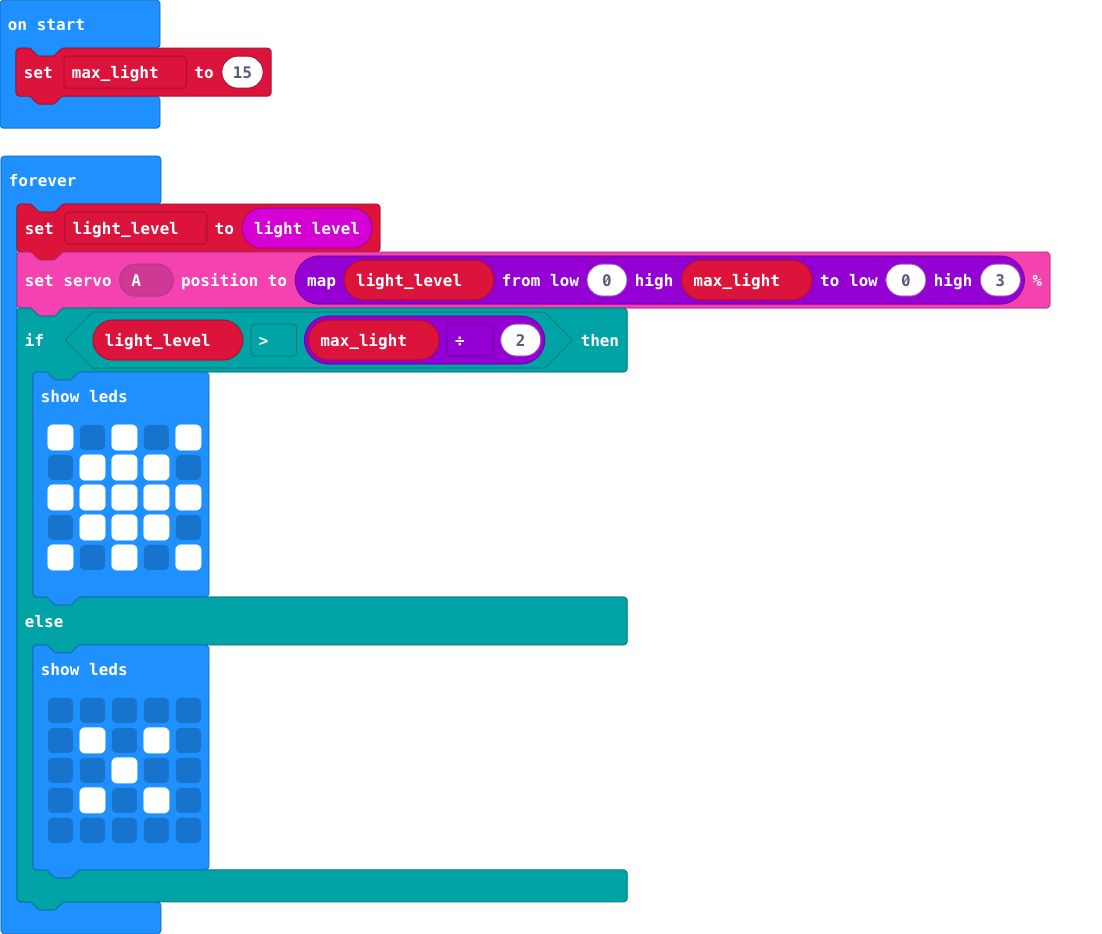 on start
set max_light to 15
forever
set light_level to light level
set servo A position to map light_level from low 0 high max_light to low 0 high 3 %
if light_level > max_light ÷ 2 then
show leds
else
show leds